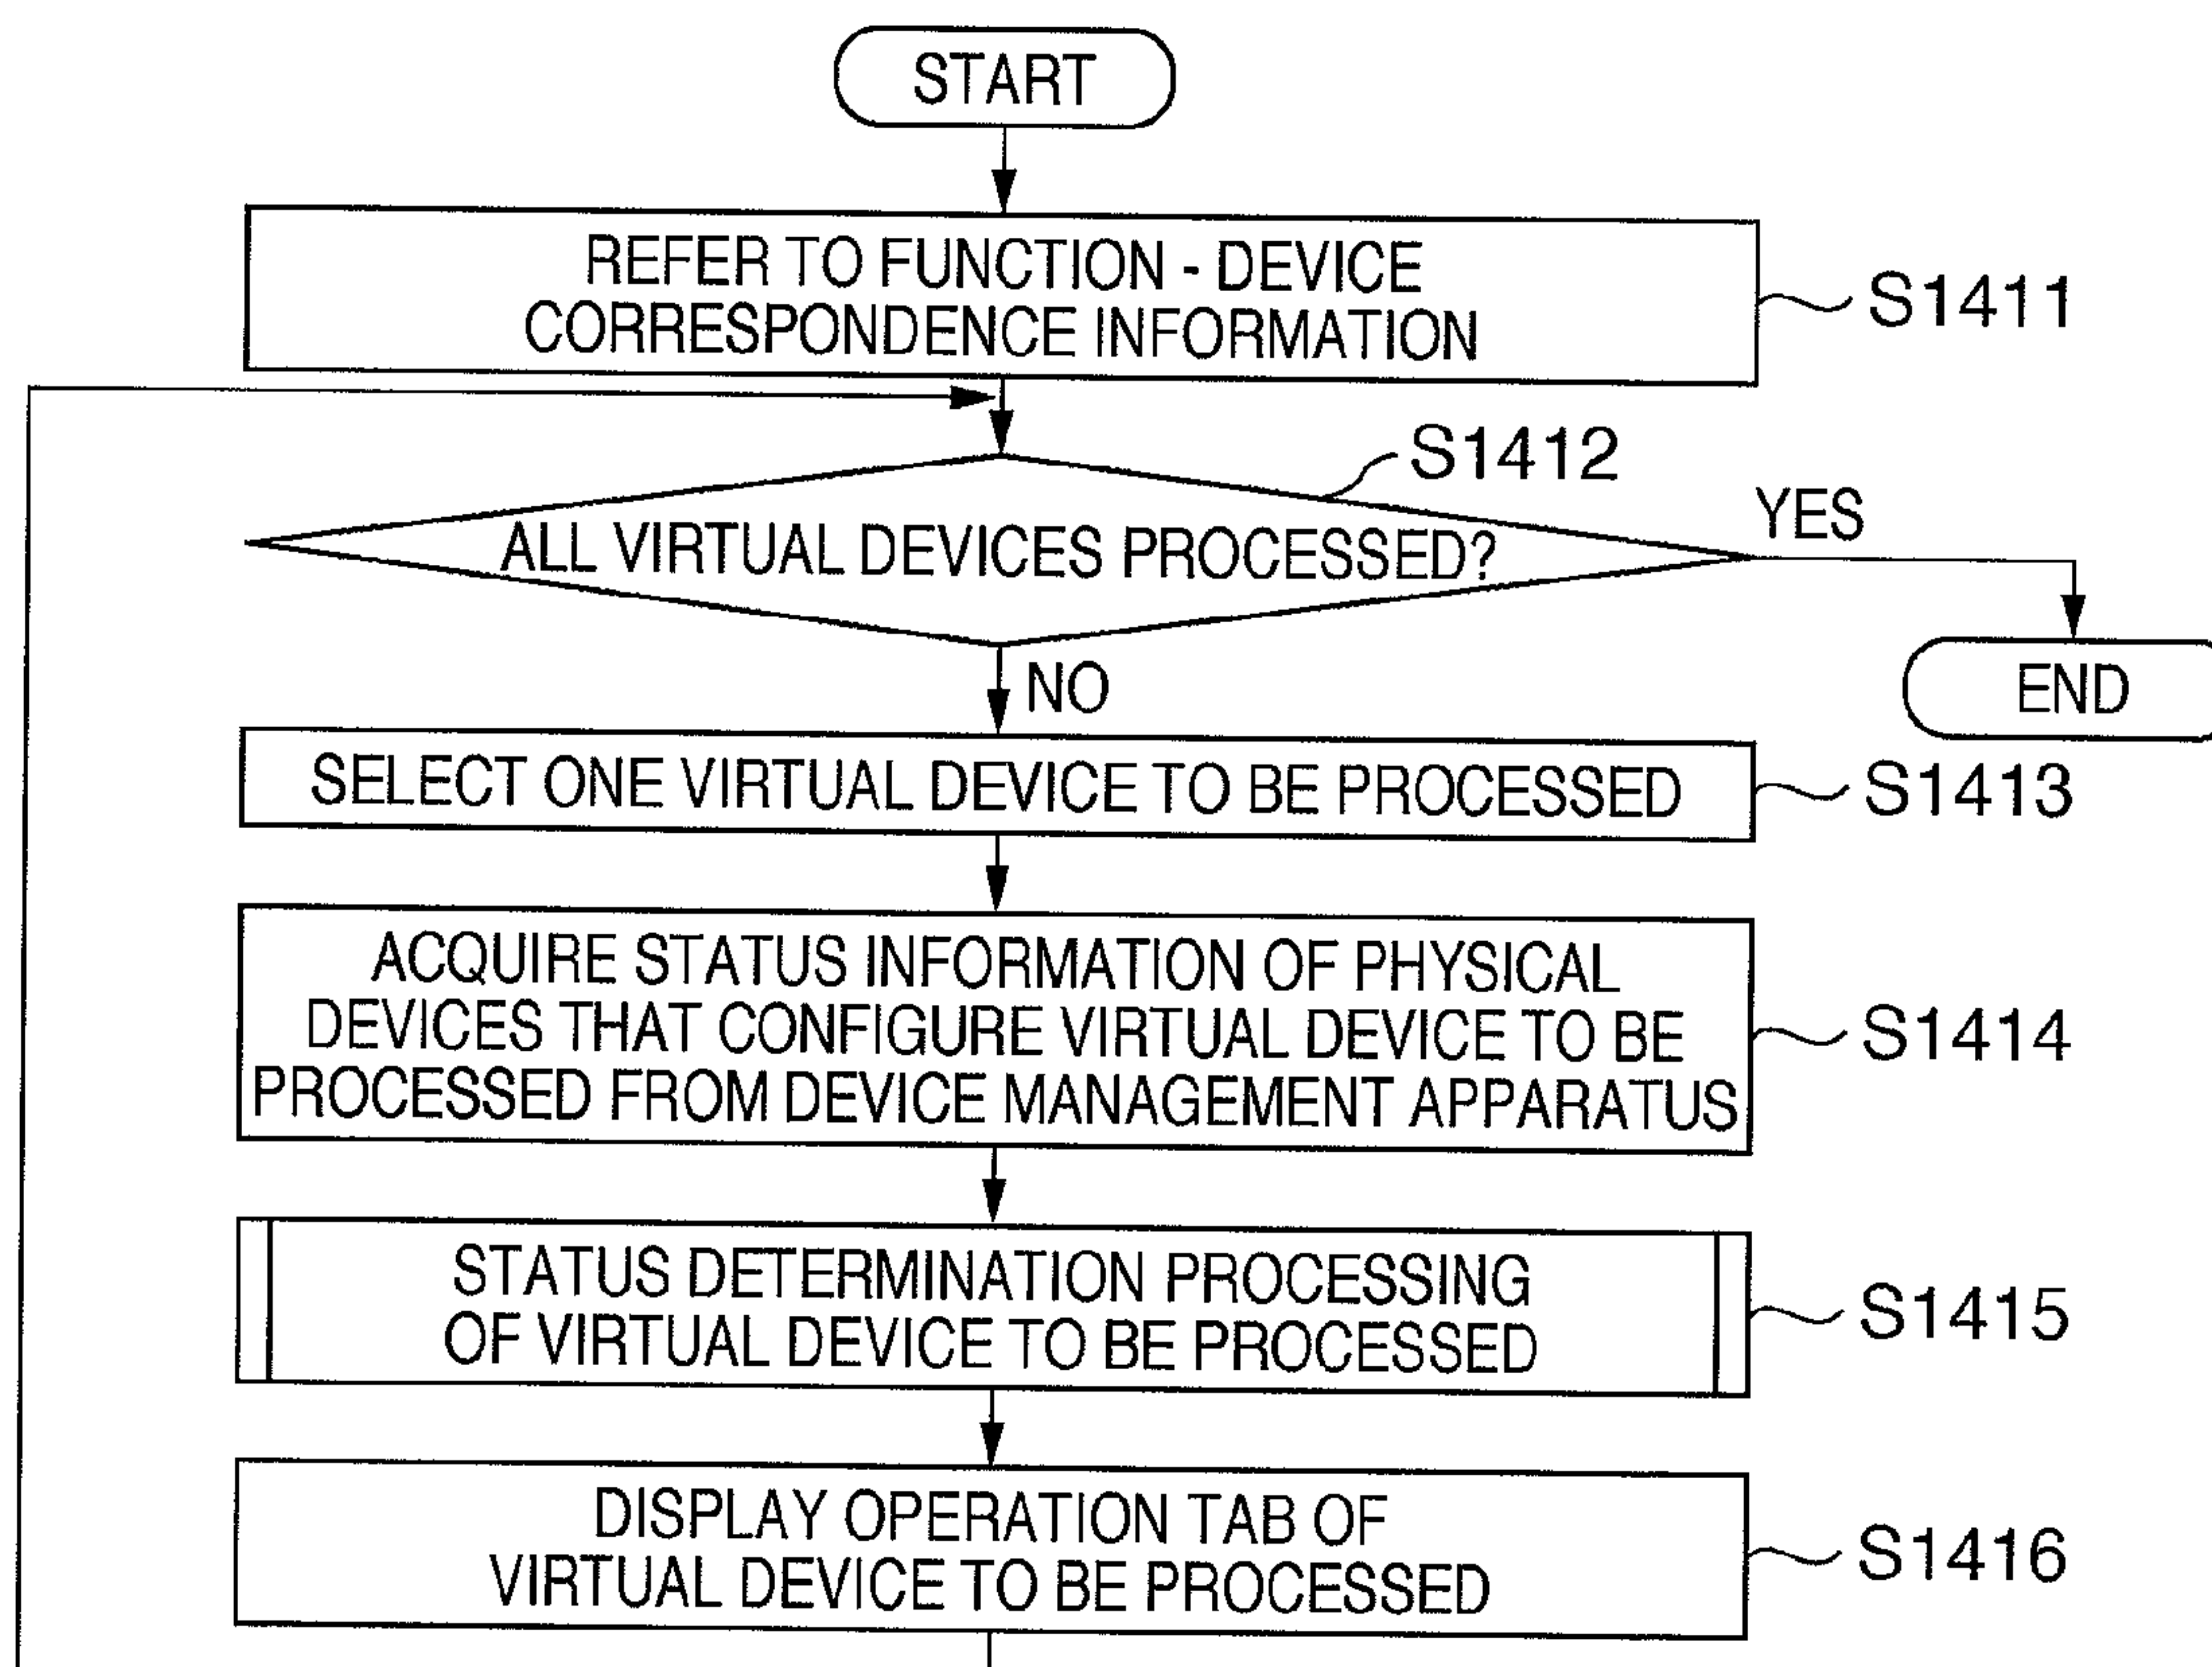 START
REFER TO FUNCTION - DEVICE
CORRESPONDENCE INFORMATION
S1411
S1412
ALL VIRTUAL DEVICES PROCESSED?
YES
NO
END
SELECT ONE VIRTUAL DEVICE TO BE PROCESSED
S1413
ACQUIRE STATUS INFORMATION OF PHYSICAL
DEVICES THAT CONFIGURE VIRTUAL DEVICE TO BE
PROCESSED FROM DEVICE MANAGEMENT APPARATUS
S1414
STATUS DETERMINATION PROCESSING
OF VIRTUAL DEVICE TO BE PROCESSED
S1415
DISPLAY OPERATION TAB OF
VIRTUAL DEVICE TO BE PROCESSED
S1416